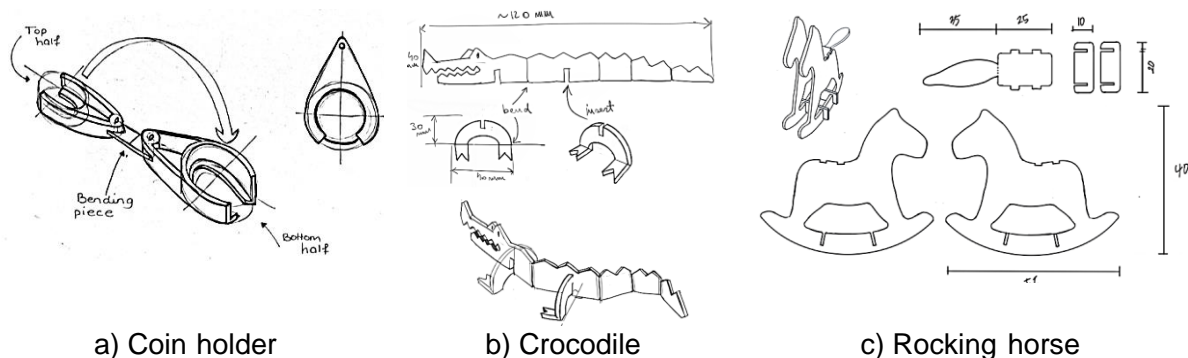 Top
half
Bending
piece
Bottom
half
~120 mm
40
mm
bend
insert
30
mm
40 mm
35
25
10
20
40
a) Coin holder
b) Crocodile
c) Rocking horse